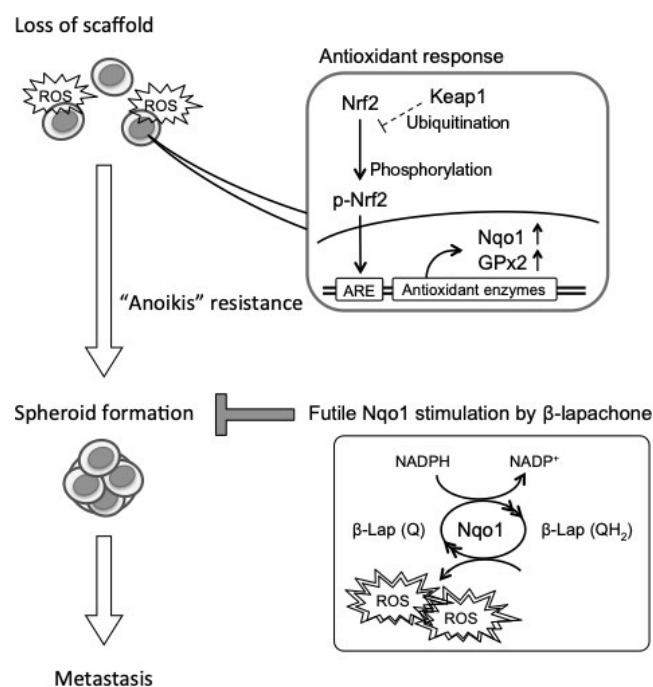 Loss of scaffold
ROS
ROS
Antioxidant response
Nrf2
Keap1
Ubiquitination
Phosphorylation
p-Nrf2
Nqo1 ↑
GPx2 ↑
ARE
Antioxidant enzymes
“Anoikis” resistance
Spheroid formation
Futile Nqo1 stimulation by β-lapachone
NADPH
NADP⁺
β-Lap (Q)
Nqo1
β-Lap (QH₂)
ROS
ROS
Metastasis